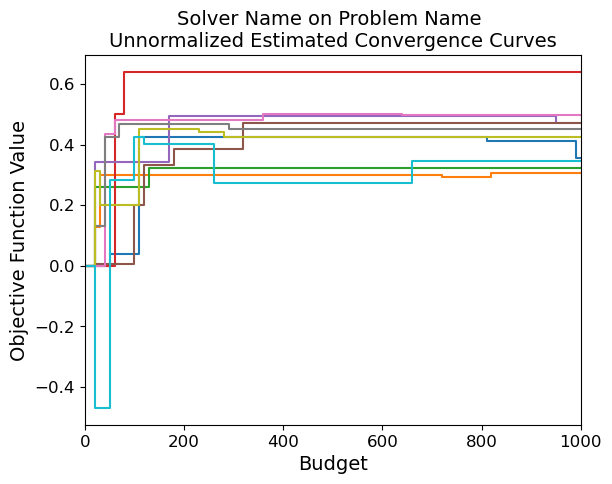 Solver Name on Problem Name
Unnormalized Estimated Convergence Curves
Objective Function Value
0.6
0.4
0.2
0.0
−0.2
−0.4
0 200 400 600 800 1000
Budget